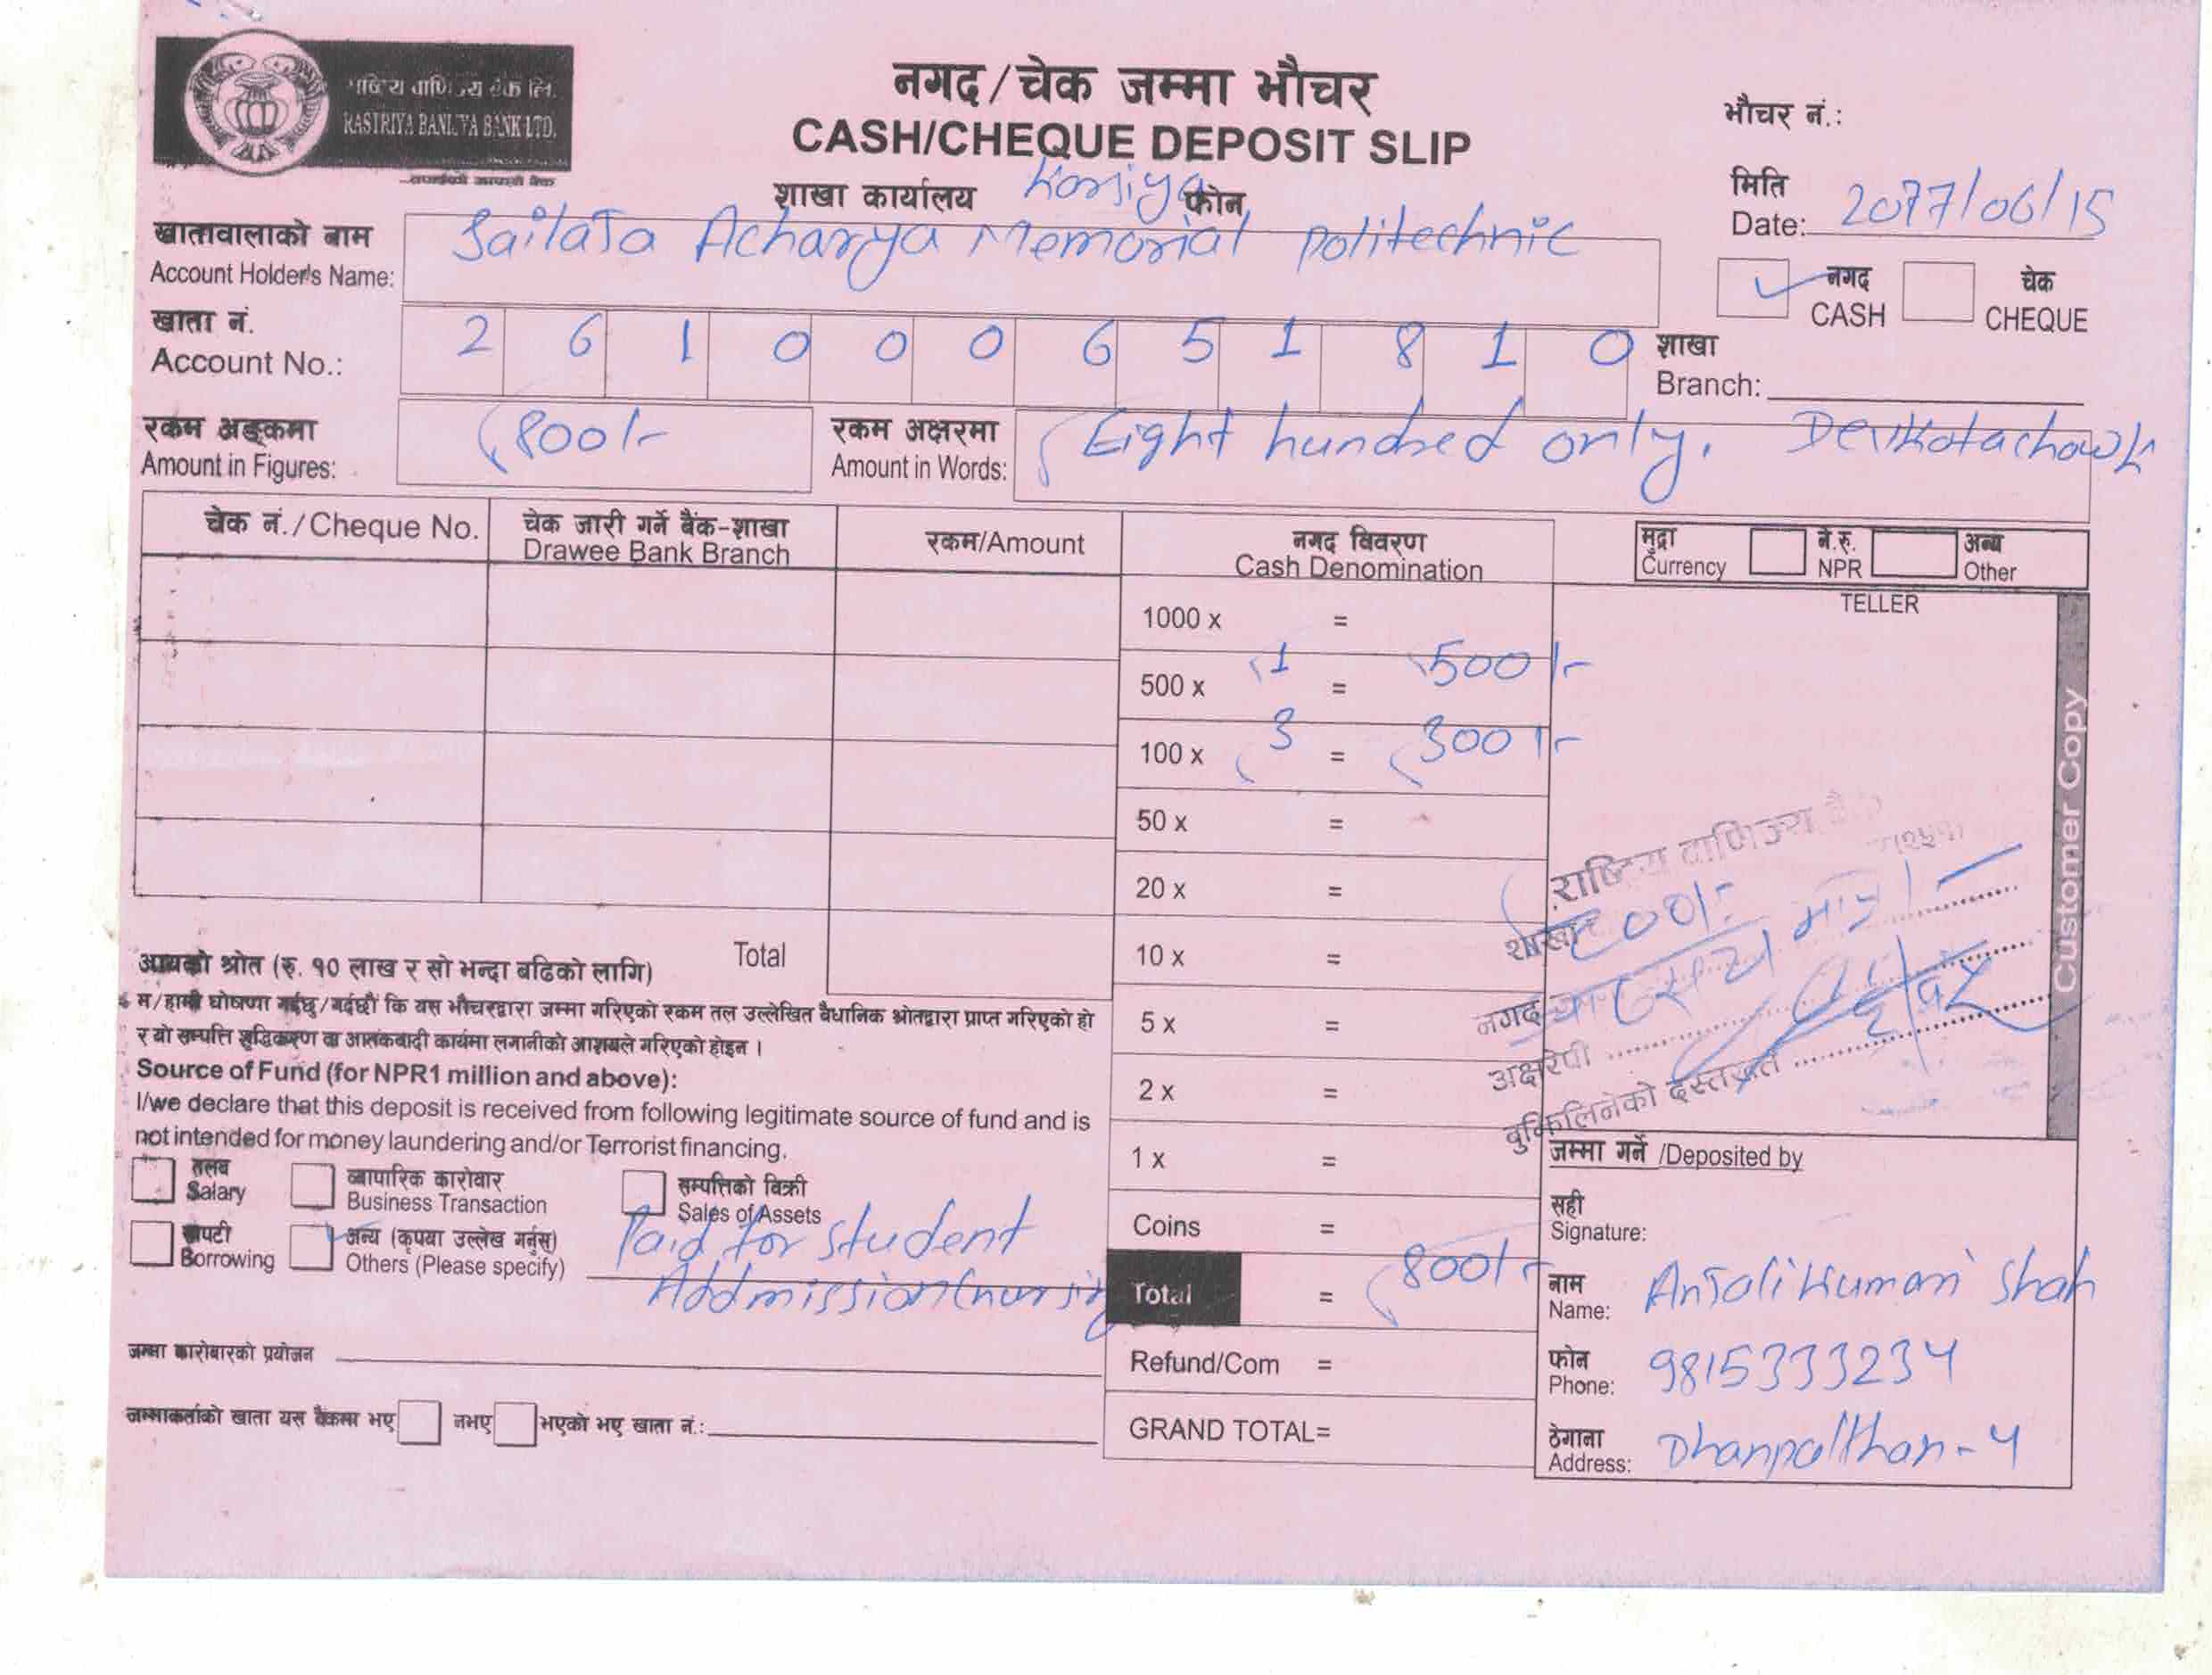 राष्ट्रिय वाणिज्य बैंक लि.
RASTRIYA BANIJYA BANK LTD.
...तपाईंको आफ्नै बैंक
नगद/चेक जम्मा भौचर
CASH/CHEQUE DEPOSIT SLIP
भौचर नं.:
शाखा कार्यालय फोन
मिति
Date: 2077/06/15
खातावालाको नाम
Account Holder's Name: SailaJa Acharya Memorial politechnic
नगद CASH
चेक CHEQUE
खाता नं.
Account No.: 2 6 1 0 0 0 6 5 1 8 1 0
शाखा
Branch: Devkotachowk
रकम अङ्कमा
Amount in Figures: 800/-
रकम अक्षरमा
Amount in Words: Eight hundred only.
चेक नं./Cheque No.
चेक जारी गर्ने बैंक-शाखा
Drawee Bank Branch
रकम/Amount
नगद विवरण
Cash Denomination
मुद्रा Currency
ने.रु. NPR
अन्य Other
TELLER
1000 x =
500 x 1 = 500/-
100 x 3 = 300/-
50 x =
20 x =
10 x =
5 x =
2 x =
1 x =
Coins =
Total = 800/-
Refund/Com =
GRAND TOTAL=
Customer Copy
राष्ट्रिय वाणिज्य
शाखा
नगद
अक्षरेपी
बुझिलिनेको दस्तखत
Total
आयको श्रोत (रु. १० लाख र सो भन्दा बढिको लागि)
म/हामी घोषणा गर्दछु/गर्दछौं कि यस भौचरद्वारा जम्मा गरिएको रकम तल उल्लेखित वैधानिक श्रोतद्वारा प्राप्त गरिएको हो
र यो सम्पत्ति शुद्धिकरण वा आतंकवादी कार्यमा लगानीको आशयले गरिएको होइन ।
Source of Fund (for NPR1 million and above):
I/we declare that this deposit is received from following legitimate source of fund and is
not intended for money laundering and/or Terrorist financing.
तलब
Salary
व्यापारिक कारोवार
Business Transaction
सम्पत्तिको बिक्री
Sales of Assets
सापटी
Borrowing
अन्य (कृपया उल्लेख गर्नुस)
Others (Please specify)
Paid for student
Addmission(nursing
जम्मा कारोबारको प्रयोजन
जम्माकर्ताको खाता यस बैंकमा भए नभए भएको भए खाता नं.:
जम्मा गर्ने /Deposited by
सही
Signature:
नाम
Name: AnJali Kumari Shah
फोन
Phone: 9815333234
ठेगाना
Address: Dhanpalthan-4